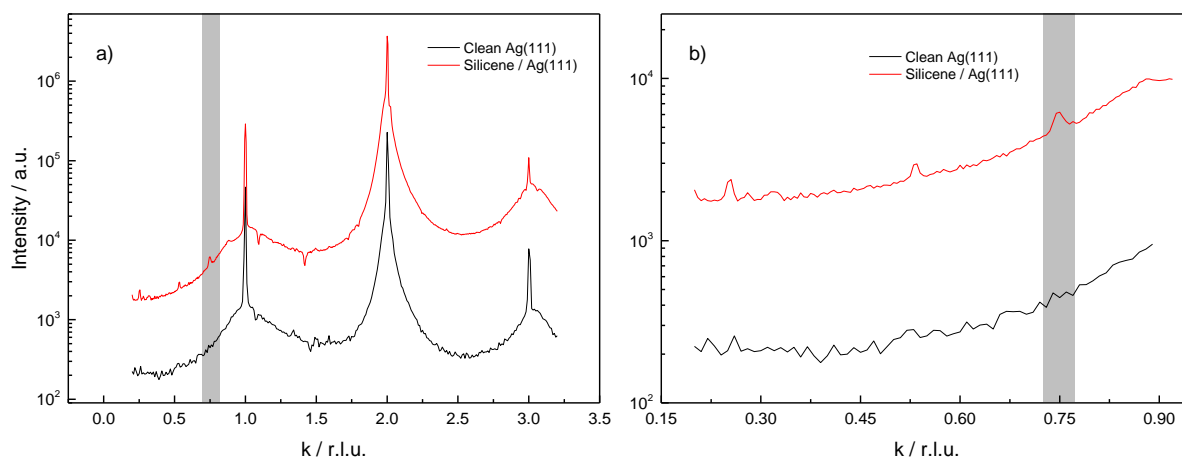 a)
Clean Ag(111)
Silicene / Ag(111)
Intensity / a.u.
10^6
10^5
10^4
10^3
10^2
0.0 0.5 1.0 1.5 2.0 2.5 3.0 3.5
k / r.l.u.
b)
Clean Ag(111)
Silicene / Ag(111)
10^4
10^3
10^2
0.15 0.30 0.45 0.60 0.75 0.90
k / r.l.u.